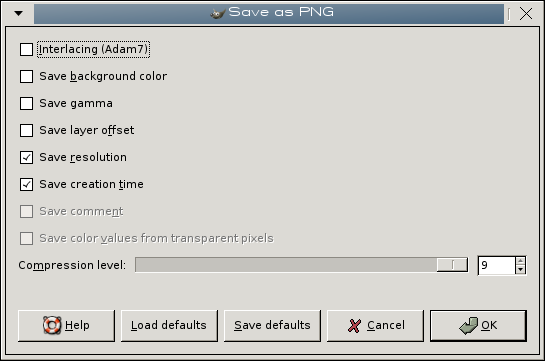 Save as PNG
Interlacing (Adam7)
Save background color
Save gamma
Save layer offset
Save resolution
Save creation time
Save comment
Save color values from transparent pixels
Compression level: 9
Help Load defaults Save defaults Cancel OK